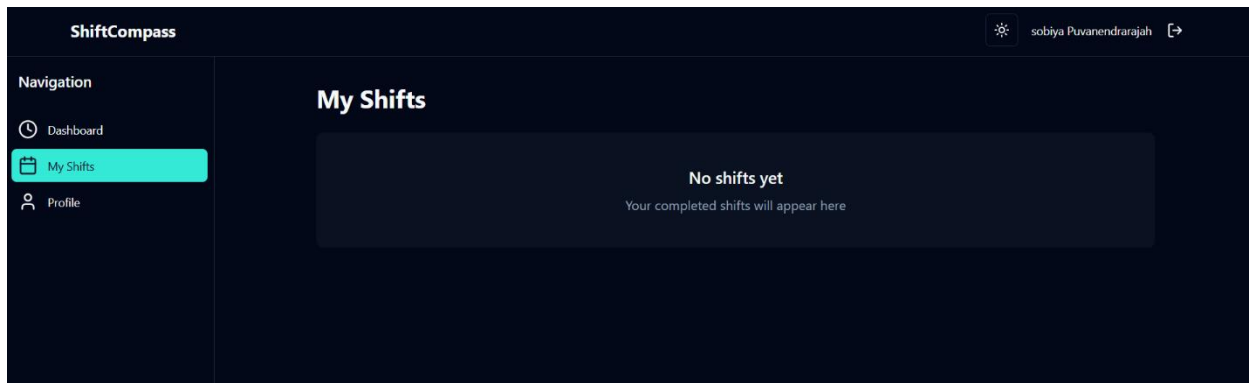 ShiftCompass
sobiya Puvanendrarajah
Navigation
Dashboard
My Shifts
Profile
My Shifts
No shifts yet
Your completed shifts will appear here